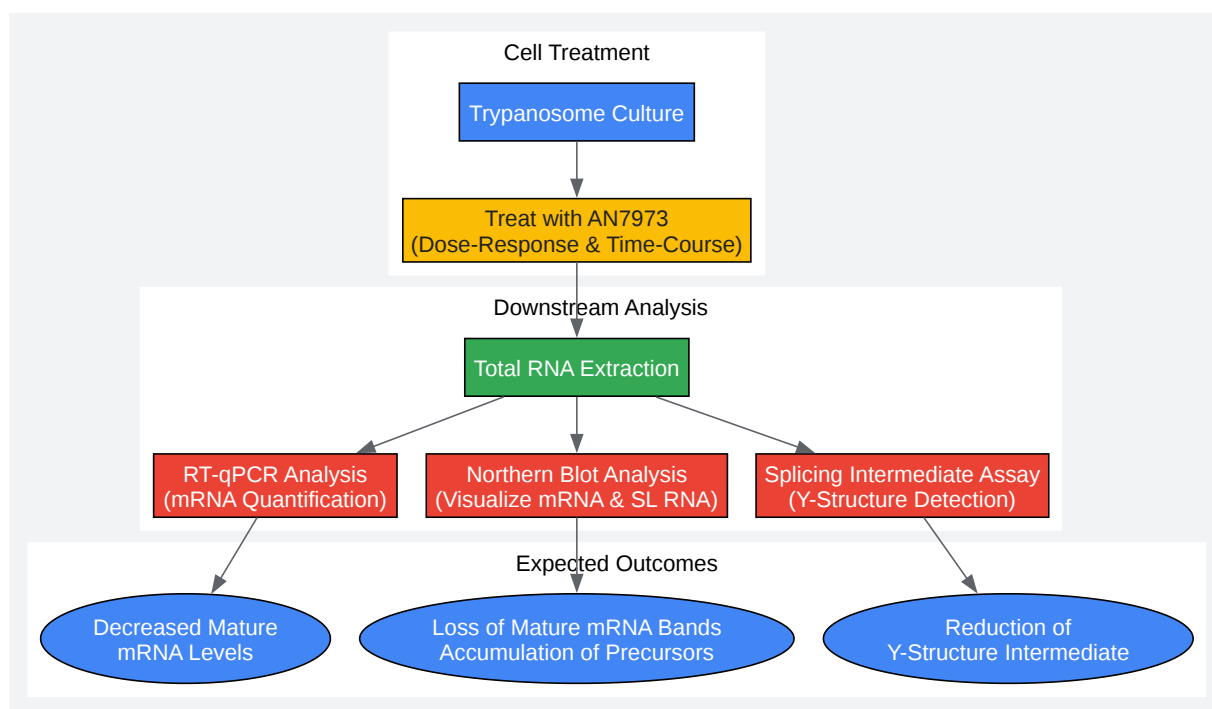 Cell Treatment
Trypanosome Culture
Treat with AN7973
(Dose-Response & Time-Course)
Downstream Analysis
Total RNA Extraction
RT-qPCR Analysis
(mRNA Quantification)
Northern Blot Analysis
(Visualize mRNA & SL RNA)
Splicing Intermediate Assay
(Y-Structure Detection)
Expected Outcomes
Decreased Mature
mRNA Levels
Loss of Mature mRNA Bands
Accumulation of Precursors
Reduction of
Y-Structure Intermediate